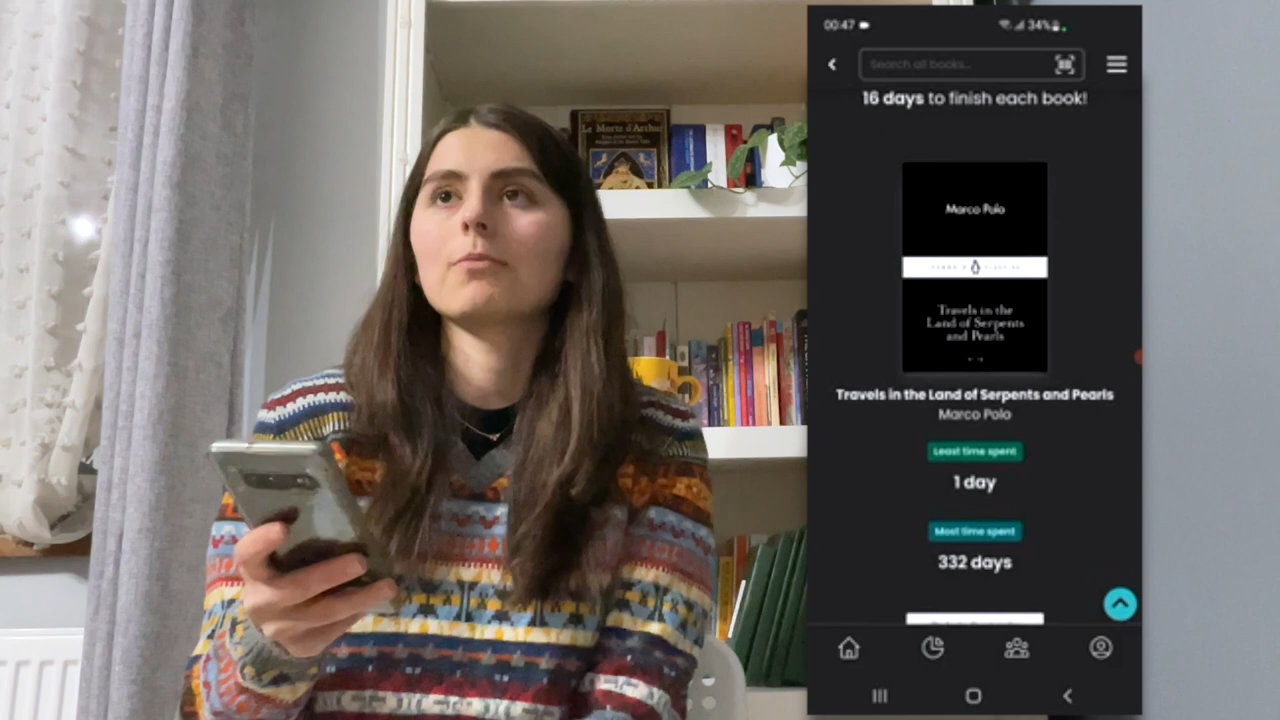 Le Morte d'Arthur
00:47
34%
Search all books...
16 days to finish each book!
Marco Polo
Travels in the
Land of Serpents
and Pearls
Travels in the Land of Serpents and Pearls
Marco Polo
Least time spent
1 day
Most time spent
332 days